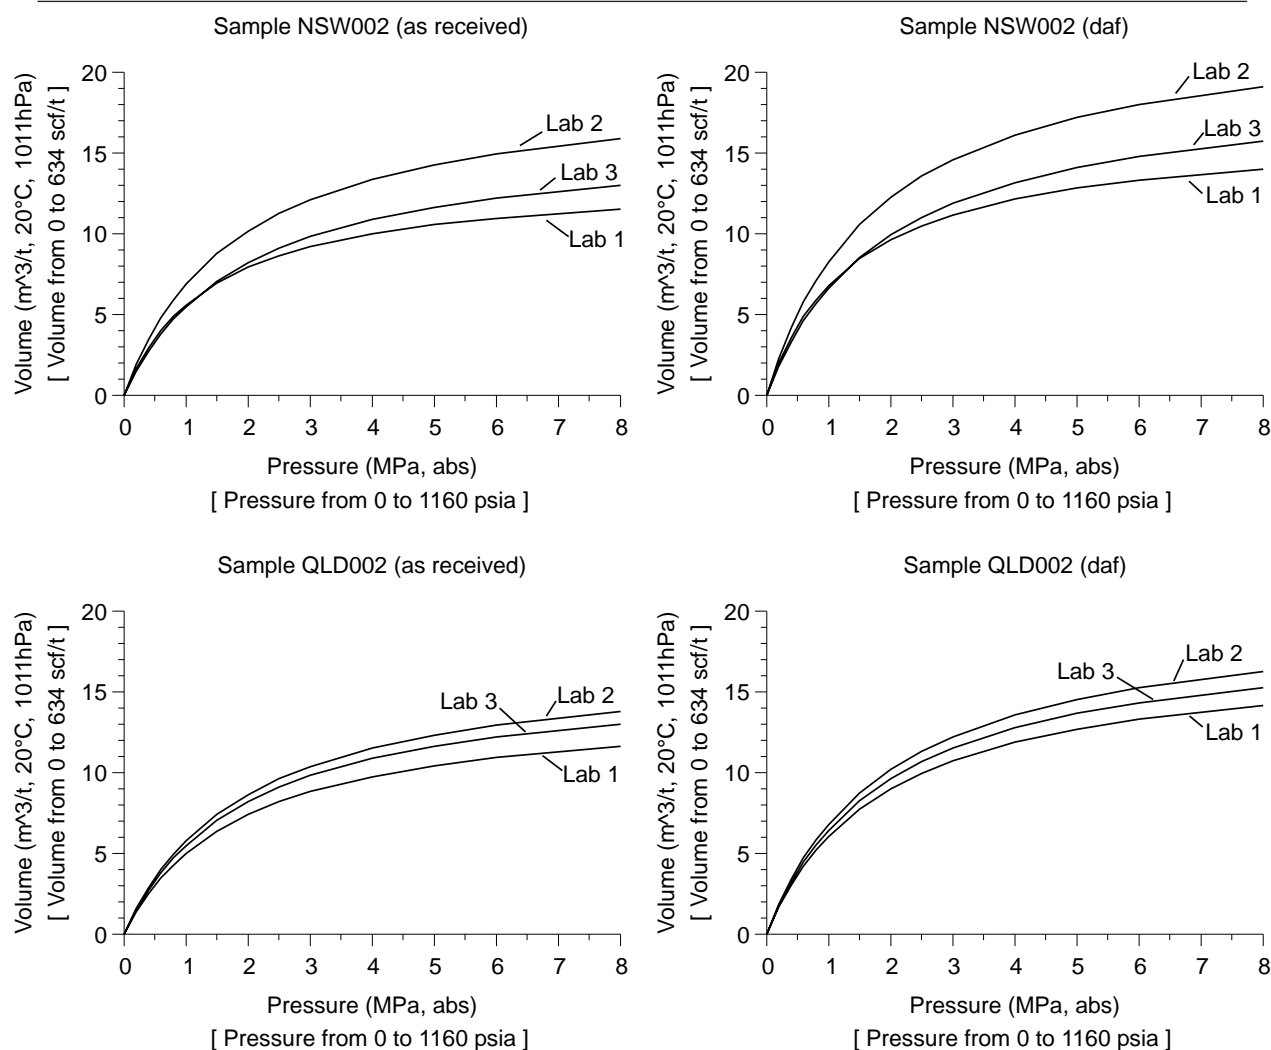 Sample NSW002 (as received)
Volume (m^3/t, 20°C, 1011hPa)
[ Volume from 0 to 634 scf/t ]
20
15
10
5
0
Lab 2
Lab 3
Lab 1
0 1 2 3 4 5 6 7 8
Pressure (MPa, abs)
[ Pressure from 0 to 1160 psia ]
Sample NSW002 (daf)
Volume (m^3/t, 20°C, 1011hPa)
[ Volume from 0 to 634 scf/t ]
20
15
10
5
0
Lab 2
Lab 3
Lab 1
0 1 2 3 4 5 6 7 8
Pressure (MPa, abs)
[ Pressure from 0 to 1160 psia ]
Sample QLD002 (as received)
Volume (m^3/t, 20°C, 1011hPa)
[ Volume from 0 to 634 scf/t ]
20
15
10
5
0
Lab 3
Lab 2
Lab 1
0 1 2 3 4 5 6 7 8
Pressure (MPa, abs)
[ Pressure from 0 to 1160 psia ]
Sample QLD002 (daf)
Volume (m^3/t, 20°C, 1011hPa)
[ Volume from 0 to 634 scf/t ]
20
15
10
5
0
Lab 2
Lab 3
Lab 1
0 1 2 3 4 5 6 7 8
Pressure (MPa, abs)
[ Pressure from 0 to 1160 psia ]